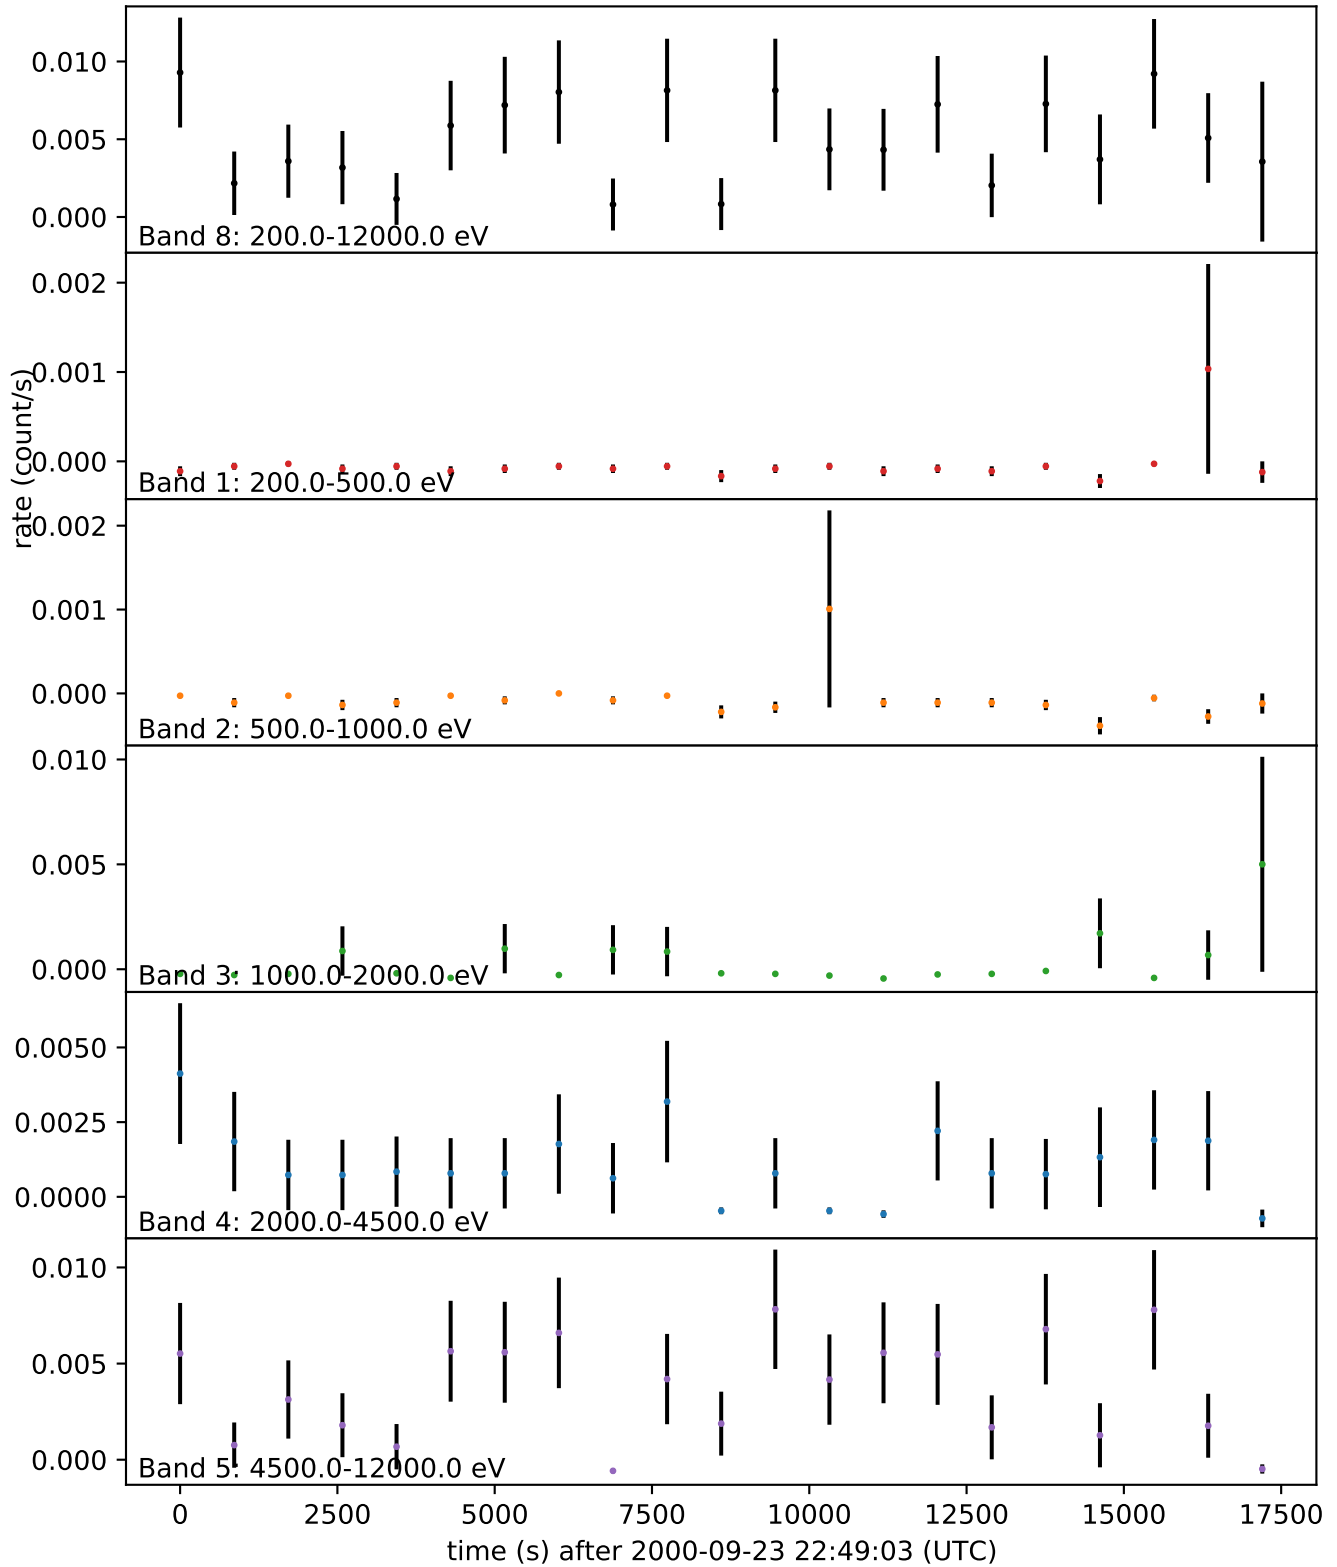 0.010
0.005
0.000
Band 8: 200.0-12000.0 eV
0.002
0.001
0.000
Band 1: 200.0-500.0 eV
rate (count/s)
0.002
0.001
0.000
Band 2: 500.0-1000.0 eV
0.010
0.005
0.000
Band 3: 1000.0-2000.0 eV
0.0050
0.0025
0.0000
Band 4: 2000.0-4500.0 eV
0.010
0.005
0.000
Band 5: 4500.0-12000.0 eV
0 2500 5000 7500 10000 12500 15000 17500
time (s) after 2000-09-23 22:49:03 (UTC)